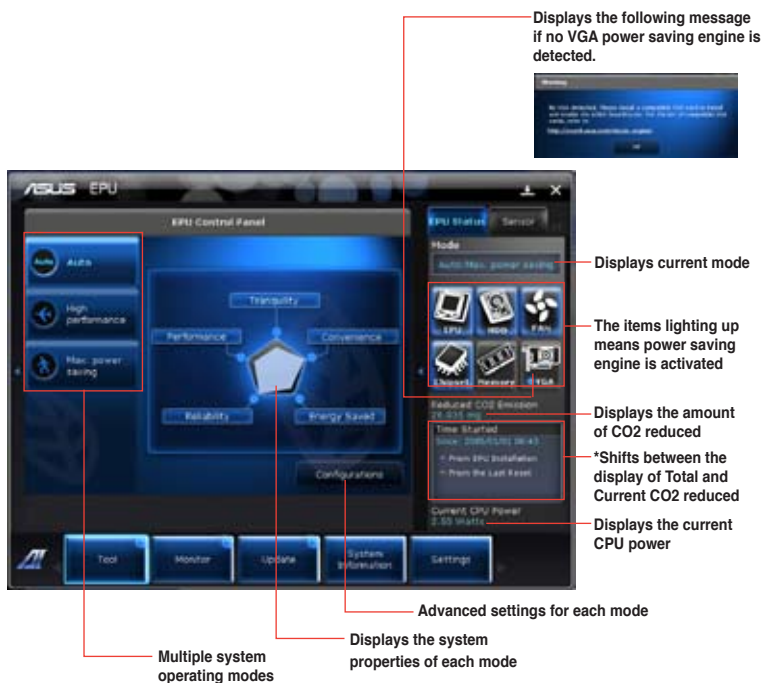 Displays the following message
if no VGA power saving engine is
detected.
Warning
ASUS EPU
EPU Control Panel
EPU Status
Sensor
Auto
Auto
High
performance
Max. power
saving
Tranquility
Performance
Convenience
Reliability
Energy Saved
Configurations
Mode
Auto:Max. power saving
CPU
HDD
FAN
Chipset
Memory
VGA
Reduced CO2 Emission
Time Started
From EPU Installation
From the Last Reset
Current CPU Power
Watts
Tool
Monitor
Update
System
Information
Settings
Displays current mode
The items lighting up
means power saving
engine is activated
Displays the amount
of CO2 reduced
*Shifts between the
display of Total and
Current CO2 reduced
Displays the current
CPU power
Advanced settings for each mode
Displays the system
properties of each mode
Multiple system
operating modes